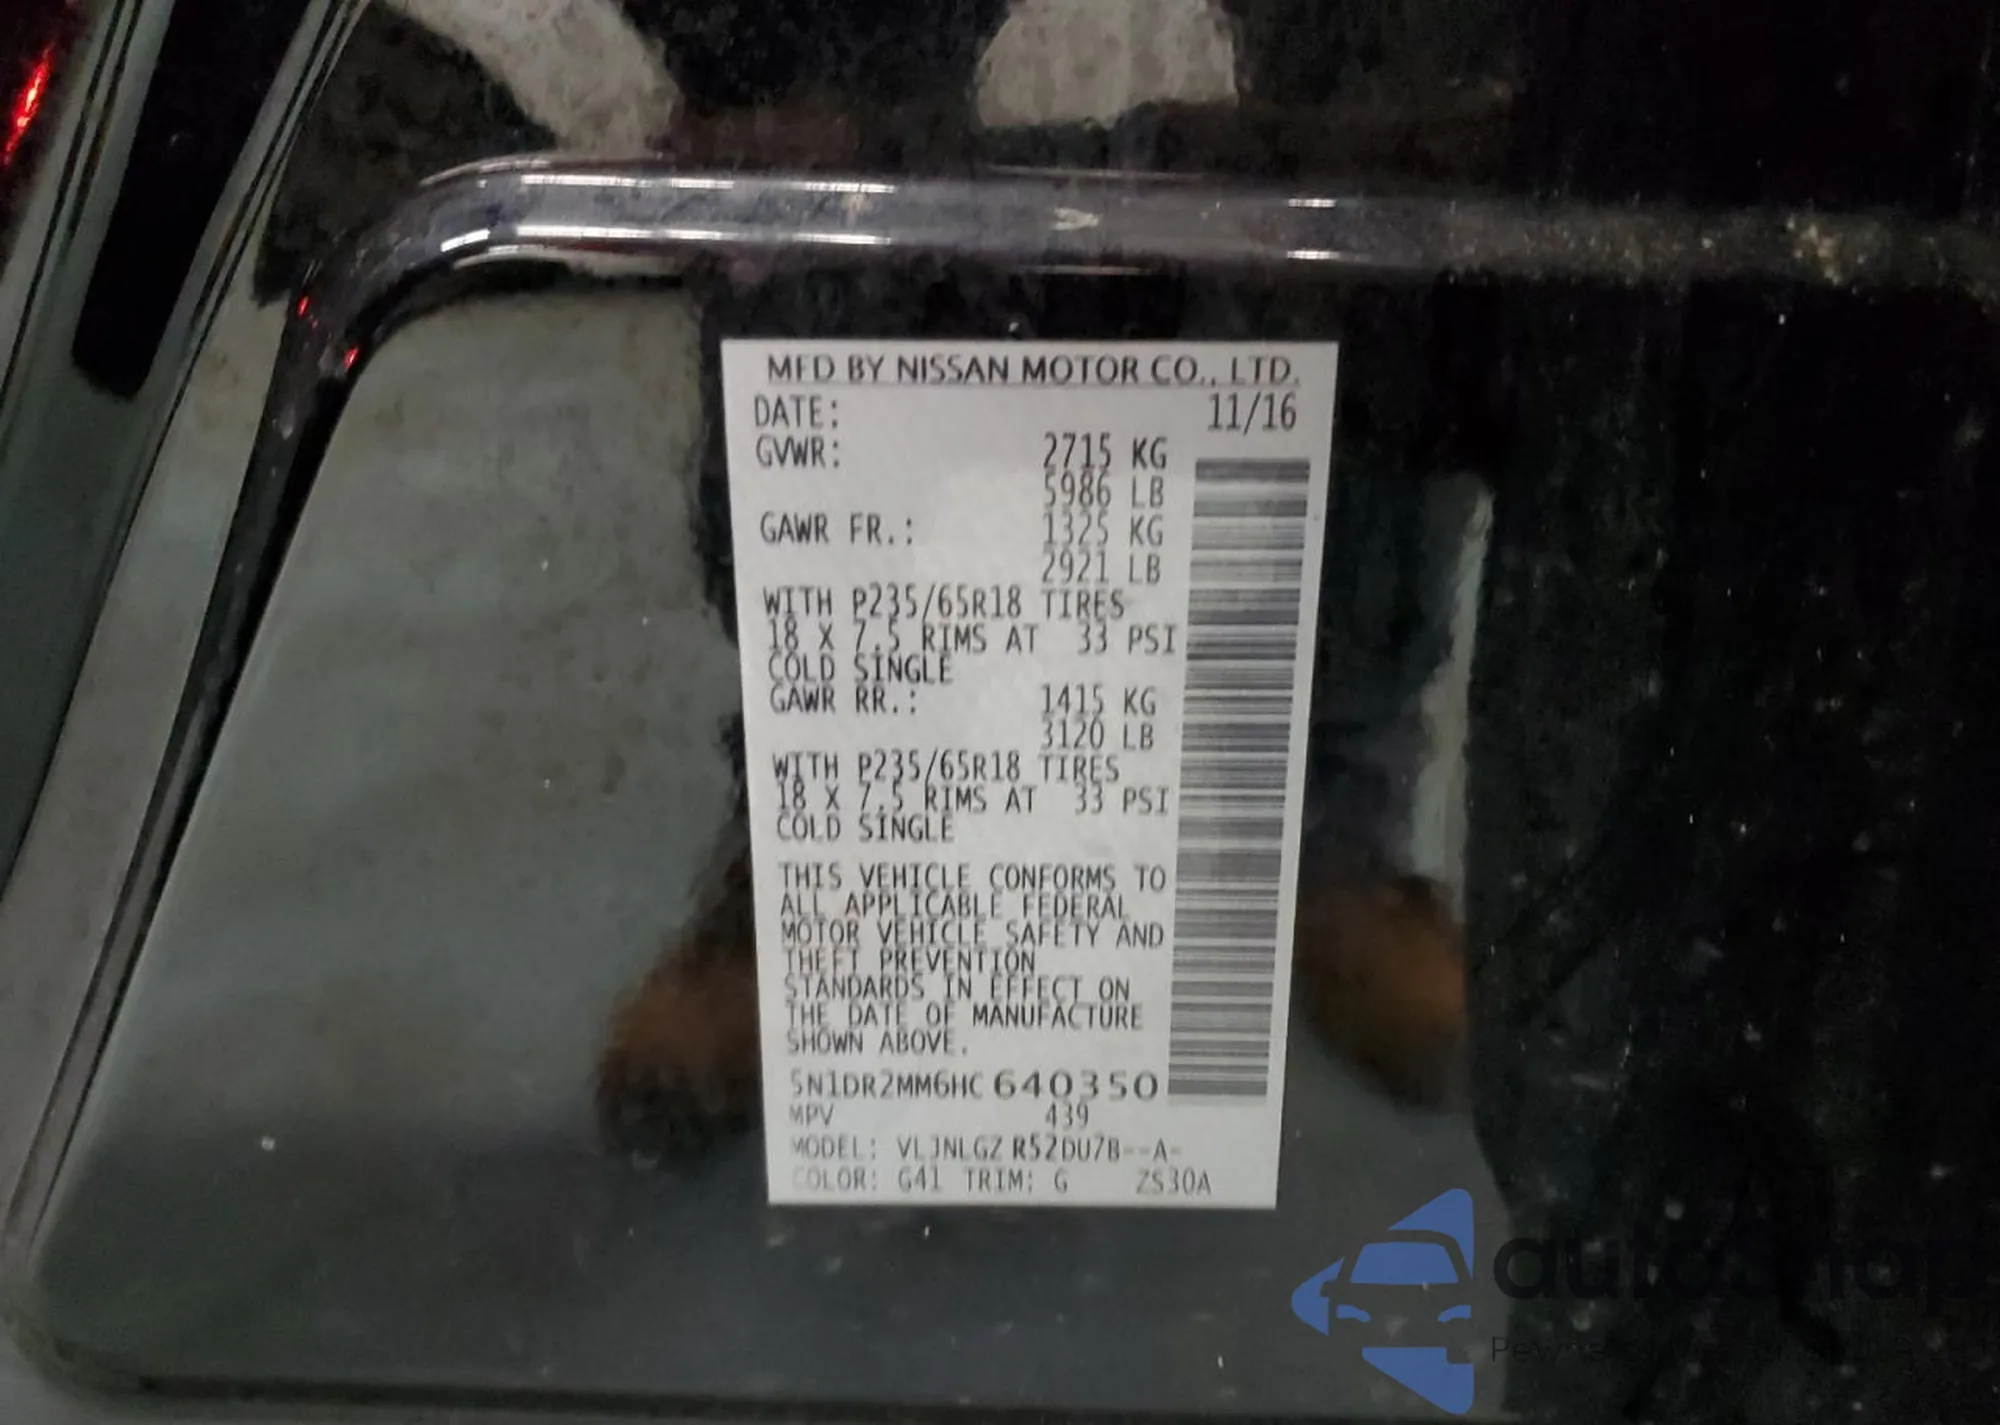 MFD BY NISSAN MOTOR CO., LTD.
DATE: 11/16
GVWR: 2715 KG
5986 LB
GAWR FR.: 1325 KG
2921 LB
WITH P235/65R18 TIRES
18 X 7.5 RIMS AT 33 PSI
COLD SINGLE
GAWR RR.: 1415 KG
3120 LB
WITH P235/65R18 TIRES
18 X 7.5 RIMS AT 33 PSI
COLD SINGLE
THIS VEHICLE CONFORMS TO
ALL APPLICABLE FEDERAL
MOTOR VEHICLE SAFETY AND
THEFT PREVENTION
STANDARDS IN EFFECT ON
THE DATE OF MANUFACTURE
SHOWN ABOVE.
5N1DR2MM6HC 640350
MPV 439
MODEL: VLJNLGZ R52DU7B--A-
COLOR: G41 TRIM: G ZS30A